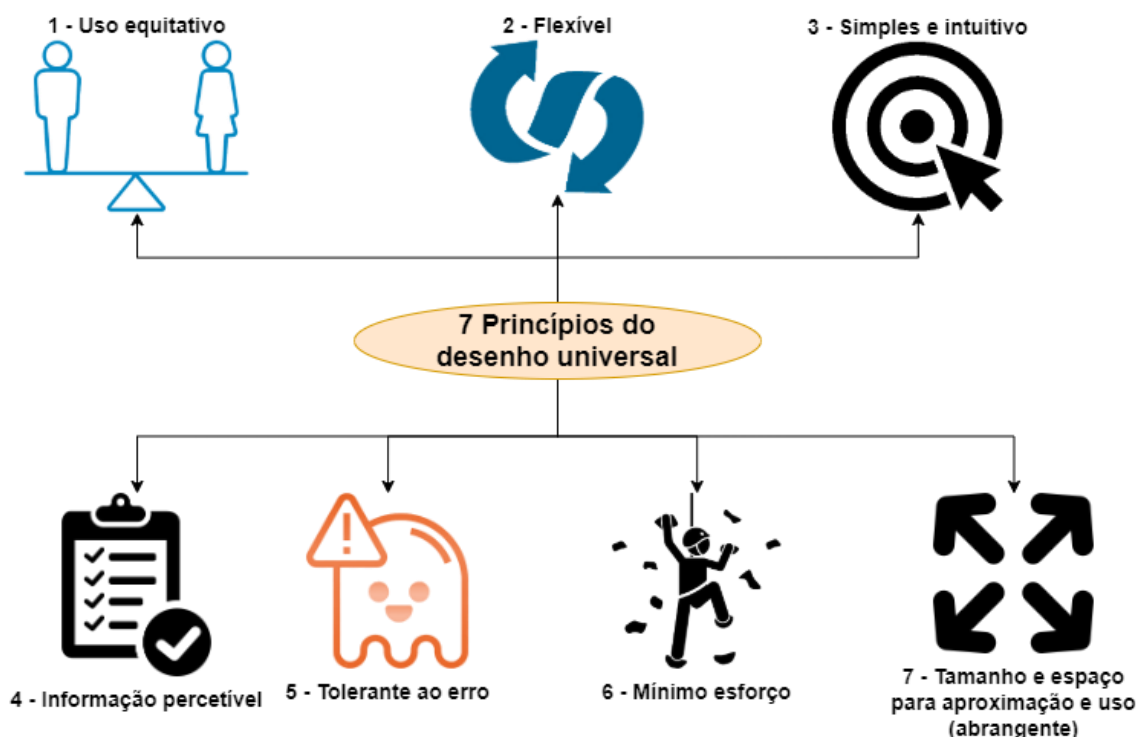 1 - Uso equitativo
2 - Flexível
3 - Simples e intuitivo
7 Princípios do
desenho universal
4 - Informação percetível
5 - Tolerante ao erro
6 - Mínimo esforço
7 - Tamanho e espaço
para aproximação e uso
(abrangente)